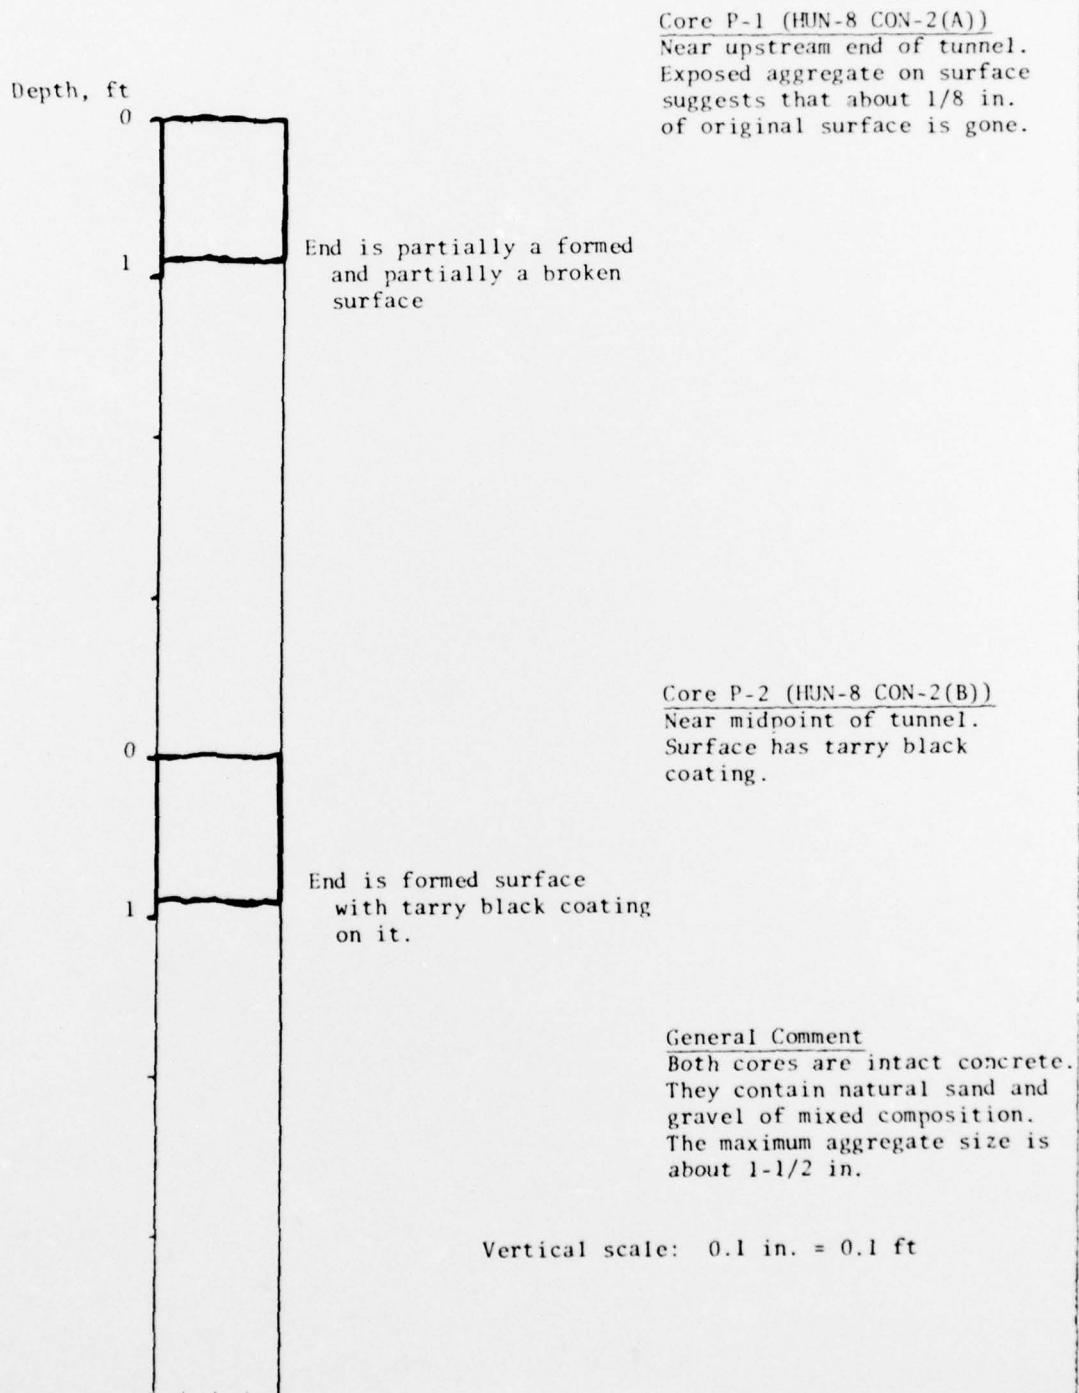 Core P-1 (HUN-8 CON-2(A))
Near upstream end of tunnel.
Exposed aggregate on surface
suggests that about 1/8 in.
of original surface is gone.
Depth, ft
0
1
End is partially a formed
and partially a broken
surface
Core P-2 (HUN-8 CON-2(B))
Near midpoint of tunnel.
Surface has tarry black
coating.
0
1
End is formed surface
with tarry black coating
on it.
General Comment
Both cores are intact concrete.
They contain natural sand and
gravel of mixed composition.
The maximum aggregate size is
about 1-1/2 in.
Vertical scale: 0.1 in. = 0.1 ft